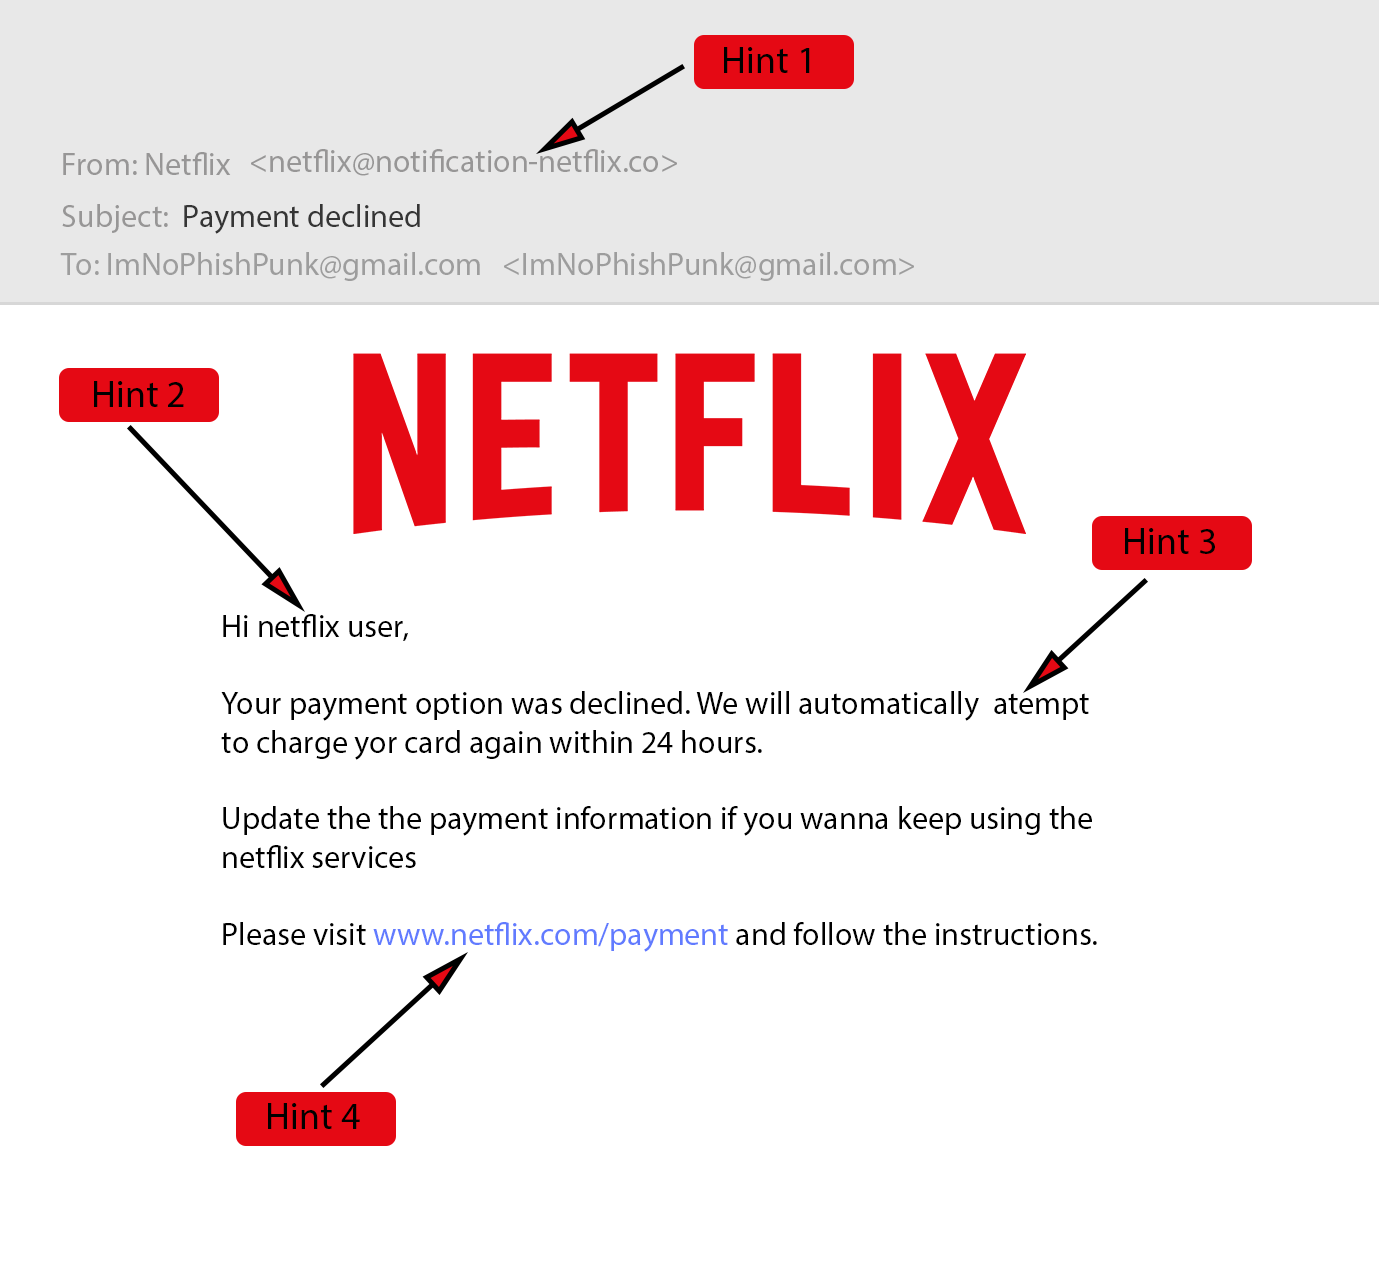 Hint 1
From: Netflix <netflix@notification-netflix.co>
Subject: Payment declined
To: ImNoPhishPunk@gmail.com <ImNoPhishPunk@gmail.com>
NETFLIX
Hint 2
Hint 3
Hi netflix user,
Your payment option was declined. We will automatically atempt
to charge yor card again within 24 hours.
Update the the payment information if you wanna keep using the
netflix services
Please visit www.netflix.com/payment and follow the instructions.
Hint 4